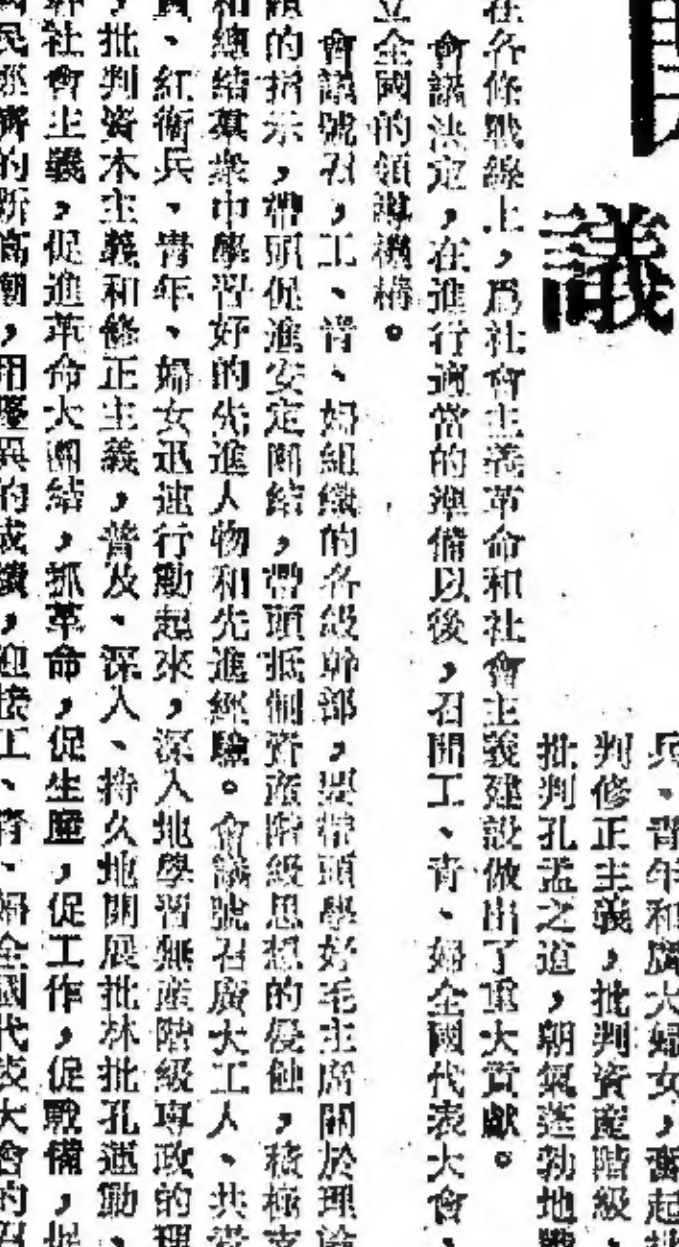 議
兵、青年和廣大婦女,奮起批
判修正主義,批判資產階級、
批判孔孟之道,朝氣蓬勃地戰
在各條戰線上,爲社會主義革命和社會主義建設做出了重大貢獻。
會議決定,在進行適當的準備以後,召開工、青、婦全國代表大會,
立全國的領導機構。
會議號召,工、青、婦組織的各級幹部,要帶頭學好毛主席關於理論
題的指示,帶頭促進安定團結,帶頭抵制資產階級思想的侵蝕,積極支
和總結羣衆中學習好的先進人物和先進經驗。會議號召廣大工人、共青
員、紅衛兵、青年、婦女迅速行動起來,深入地學習無產階級專政的理
,批判資本主義和修正主義,普及、深入、持久地開展批林批孔運動、
幹社會主義,促進革命大團結,抓革命,促生產,促工作,促戰備,促
國民經濟的新高潮,用優異的成績,迎接工、青、婦全國代表大會的召